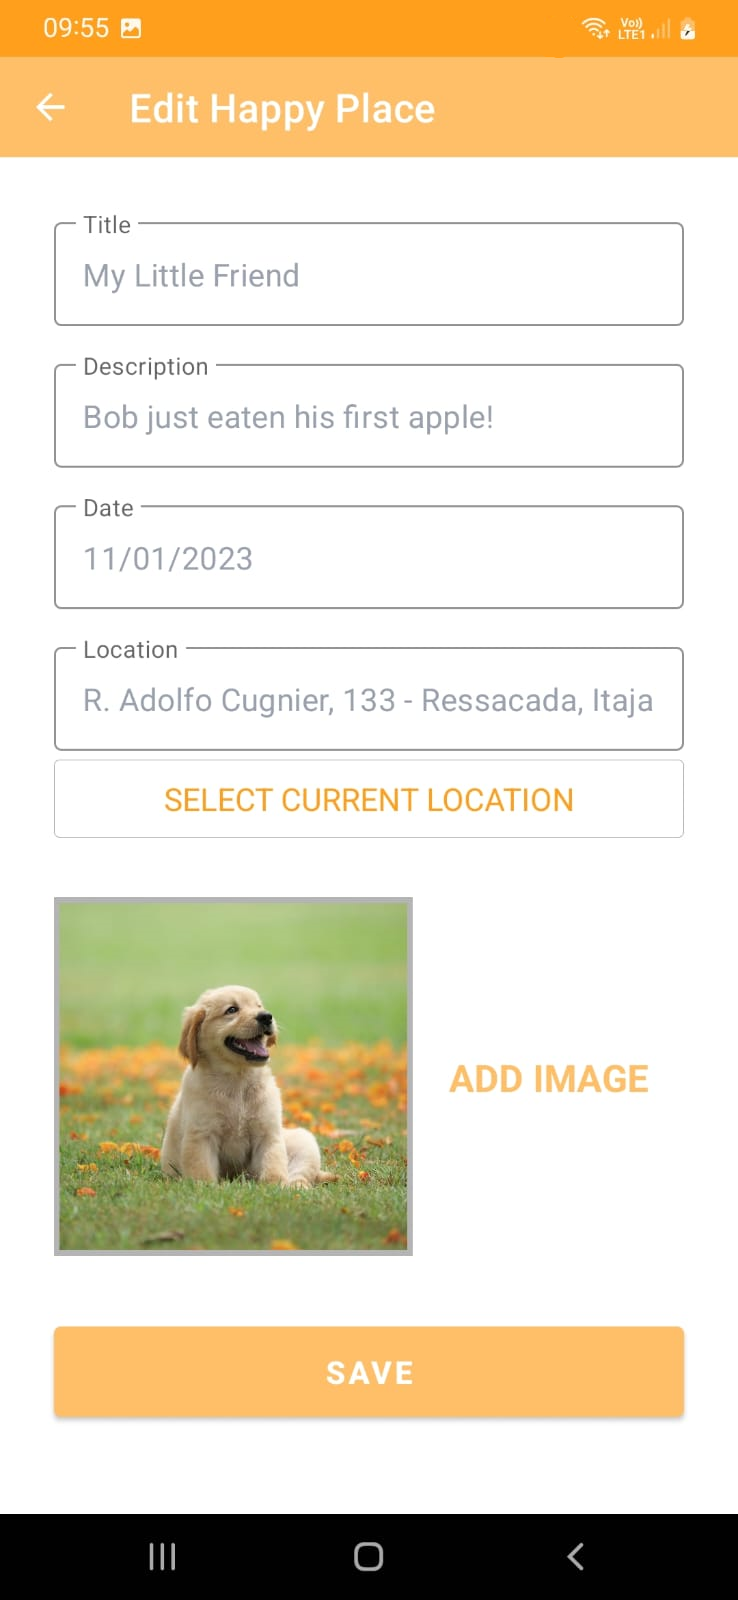 09:55
Vo))
LTE1
Edit Happy Place
Title
My Little Friend
Description
Bob just eaten his first apple!
Date
11/01/2023
Location
R. Adolfo Cugnier, 133 - Ressacada, Itaja
SELECT CURRENT LOCATION
ADD IMAGE
SAVE